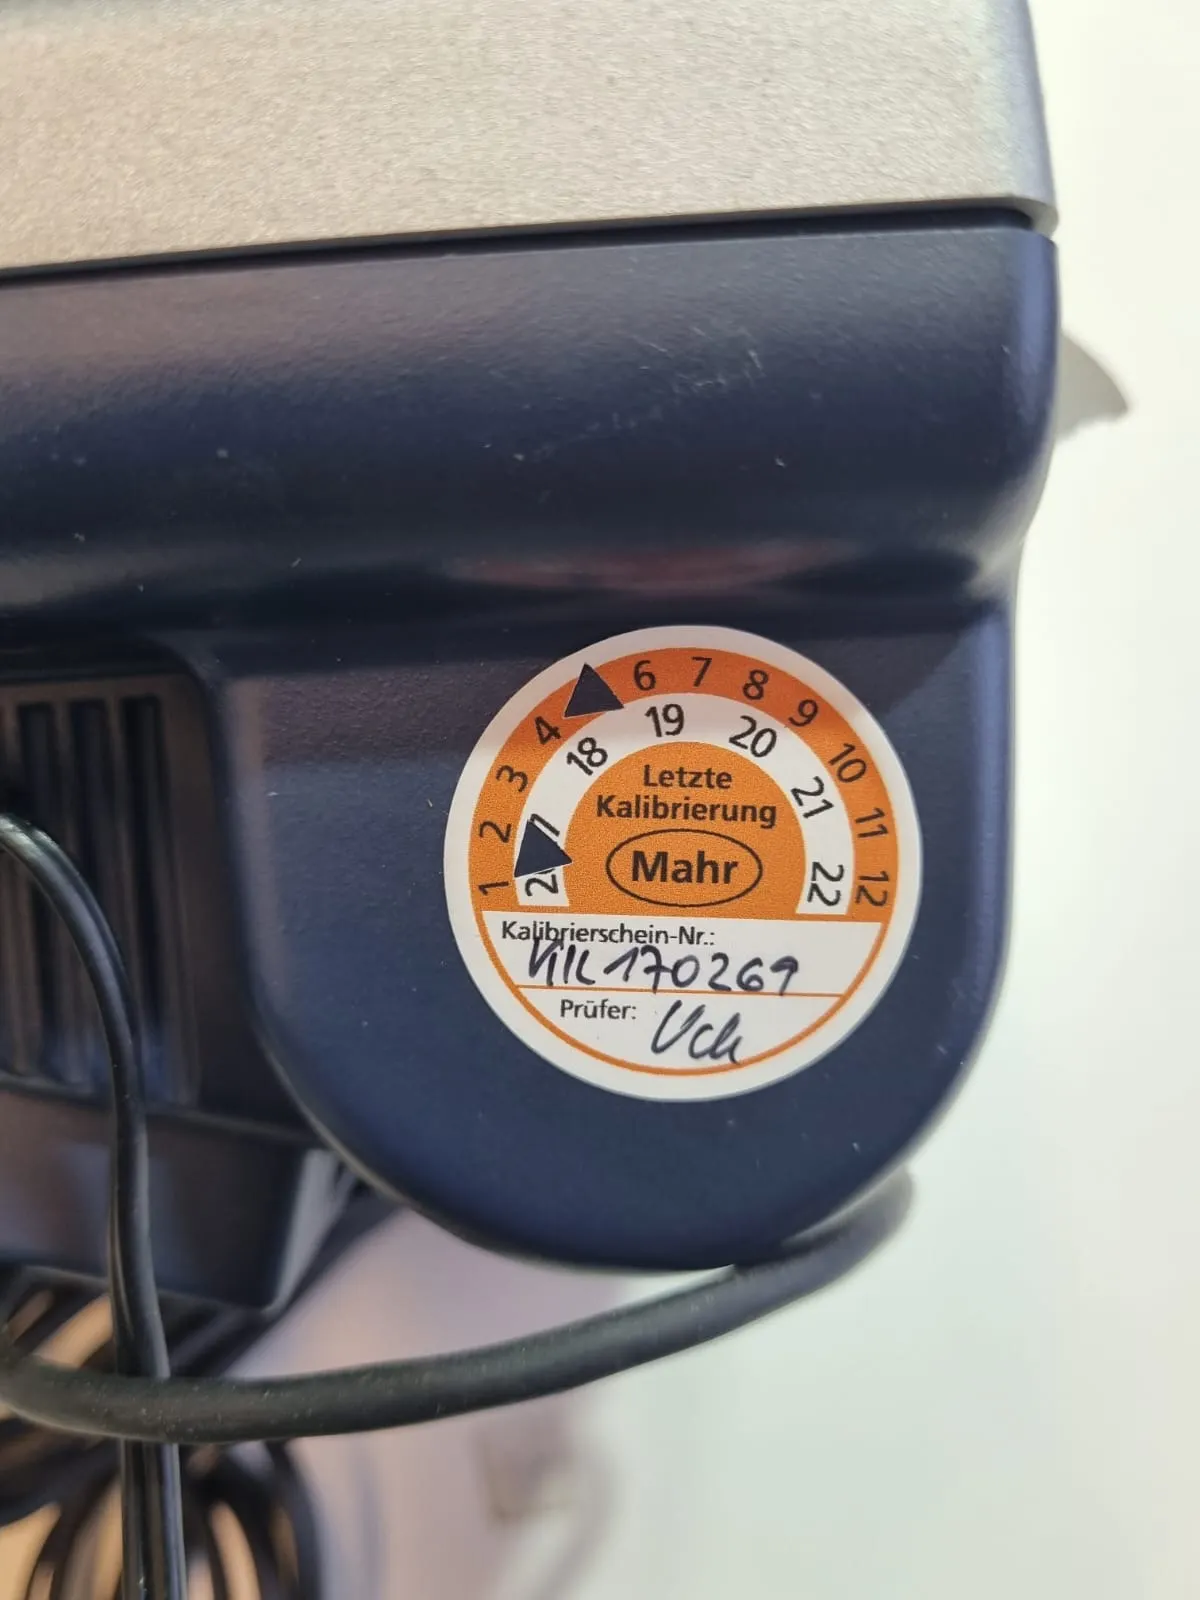 1 2 3 4 6 7 8 9 10 11 12
18 19 20 21 22
Letzte
Kalibrierung
Mahr
Kalibrierschein-Nr.:
170269
Prüfer: